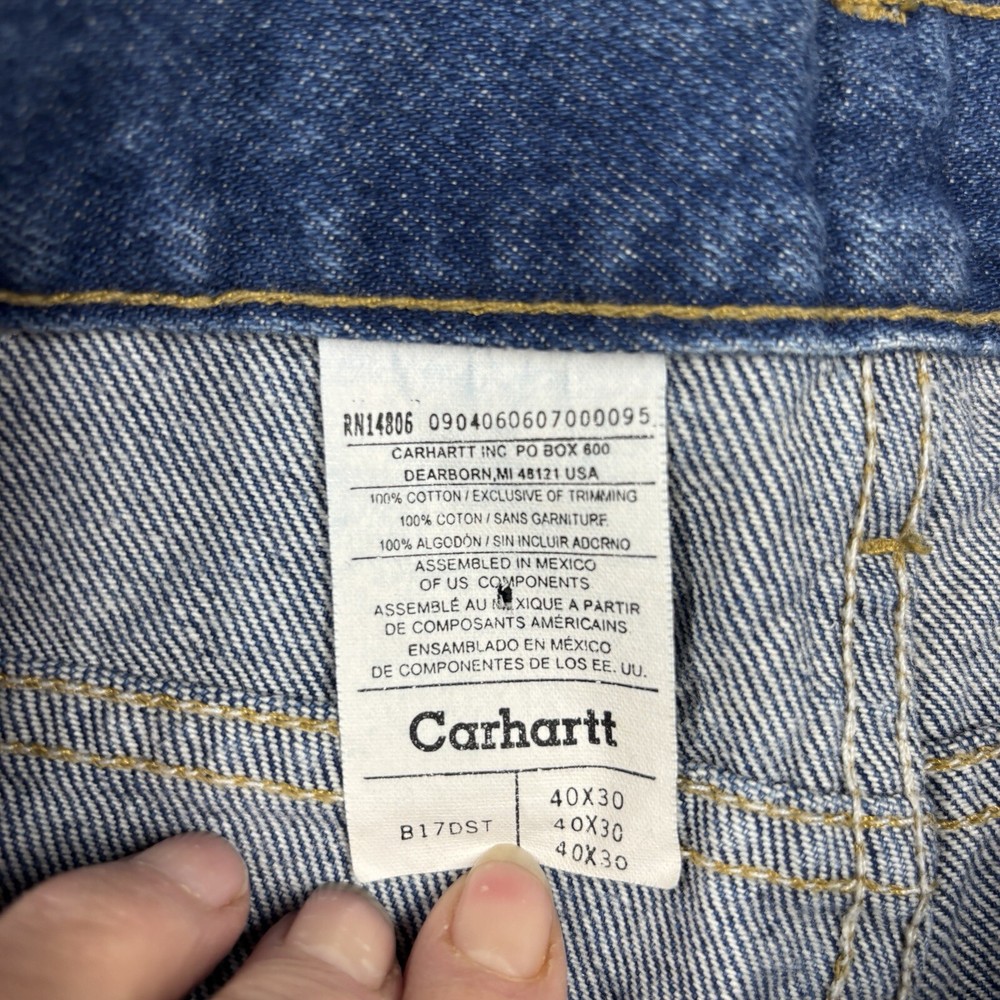 RN14806 0904060607000095
CARHARTT INC PO BOX 600
DEARBORN, MI 48121 USA
100% COTTON / EXCLUSIVE OF TRIMMING
100% COTON / SANS GARNITURE
100% ALGODÓN / SIN INCLUIR ADORNO
ASSEMBLED IN MEXICO
OF US COMPONENTS
ASSEMBLÉ AU MEXIQUE A PARTIR
DE COMPOSANTS AMÉRICAINS
ENSAMBLADO EN MÉXICO
DE COMPONENTES DE LOS EE. UU.
Carhartt
B17DST
40X30
40X30
40X30